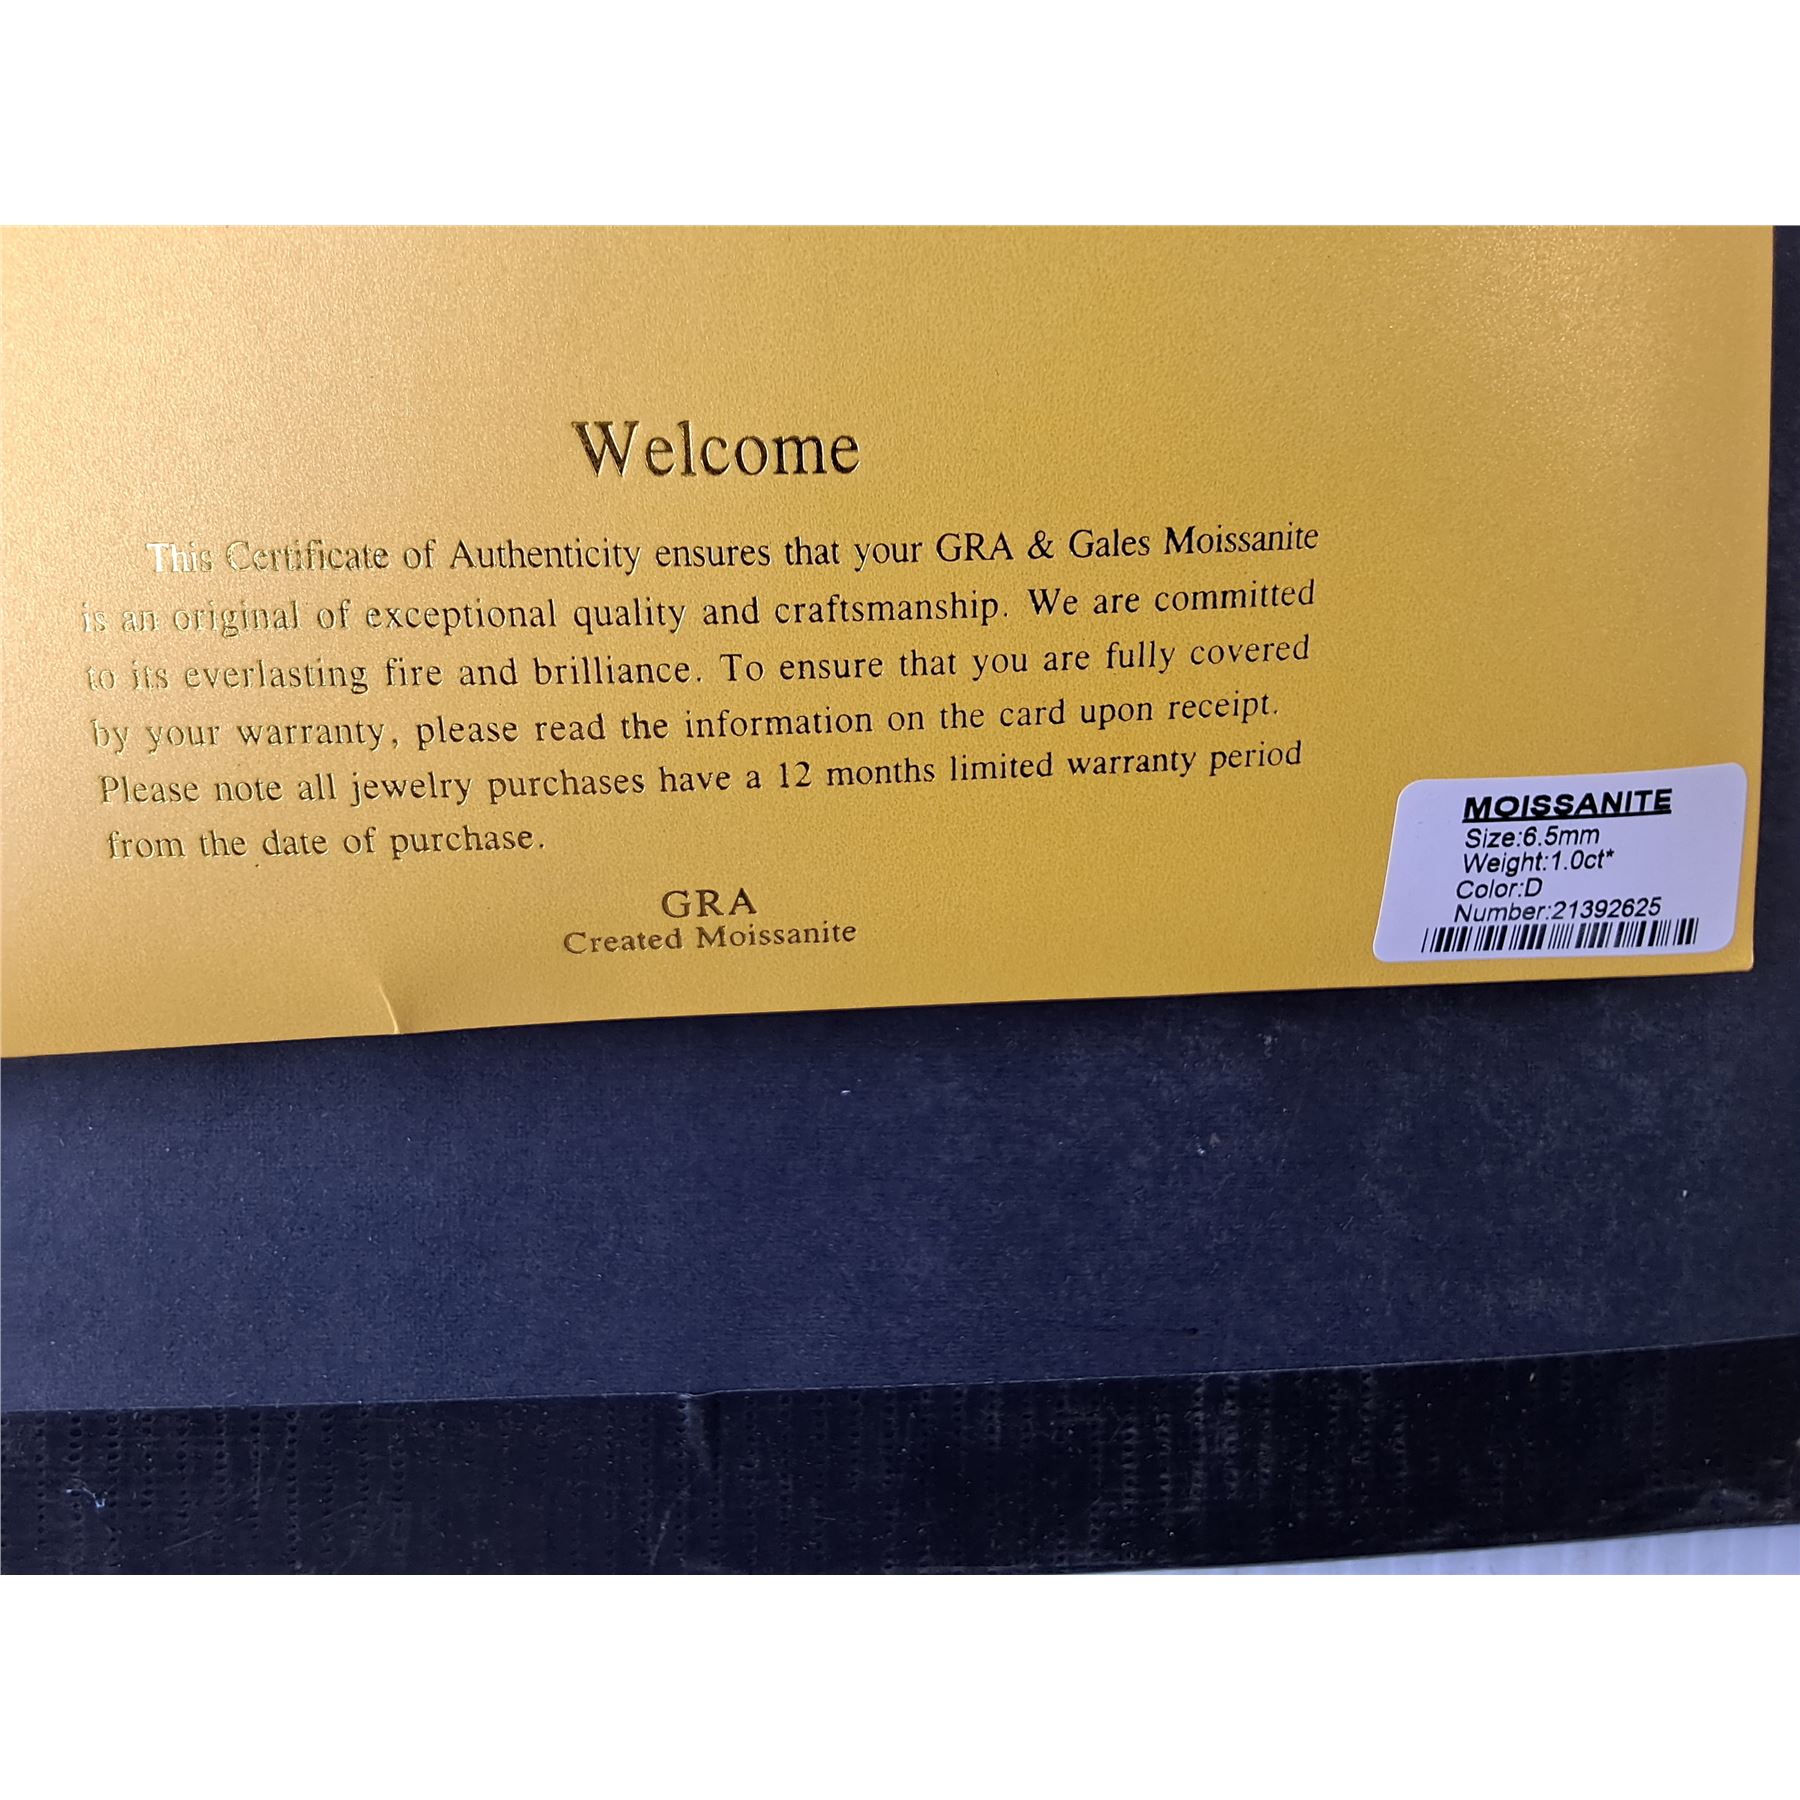 Welcome
This Certificate of Authenticity ensures that your GRA & Gales Moissanite
is an original of exceptional quality and craftsmanship. We are committed
to its everlasting fire and brilliance. To ensure that you are fully covered
by your warranty, please read the information on the card upon receipt.
Please note all jewelry purchases have a 12 months limited warranty period
from the date of purchase.
GRA
Created Moissanite
MOISSANITE
Size:6.5mm
Weight:1.0ct*
Color:D
Number:21392625